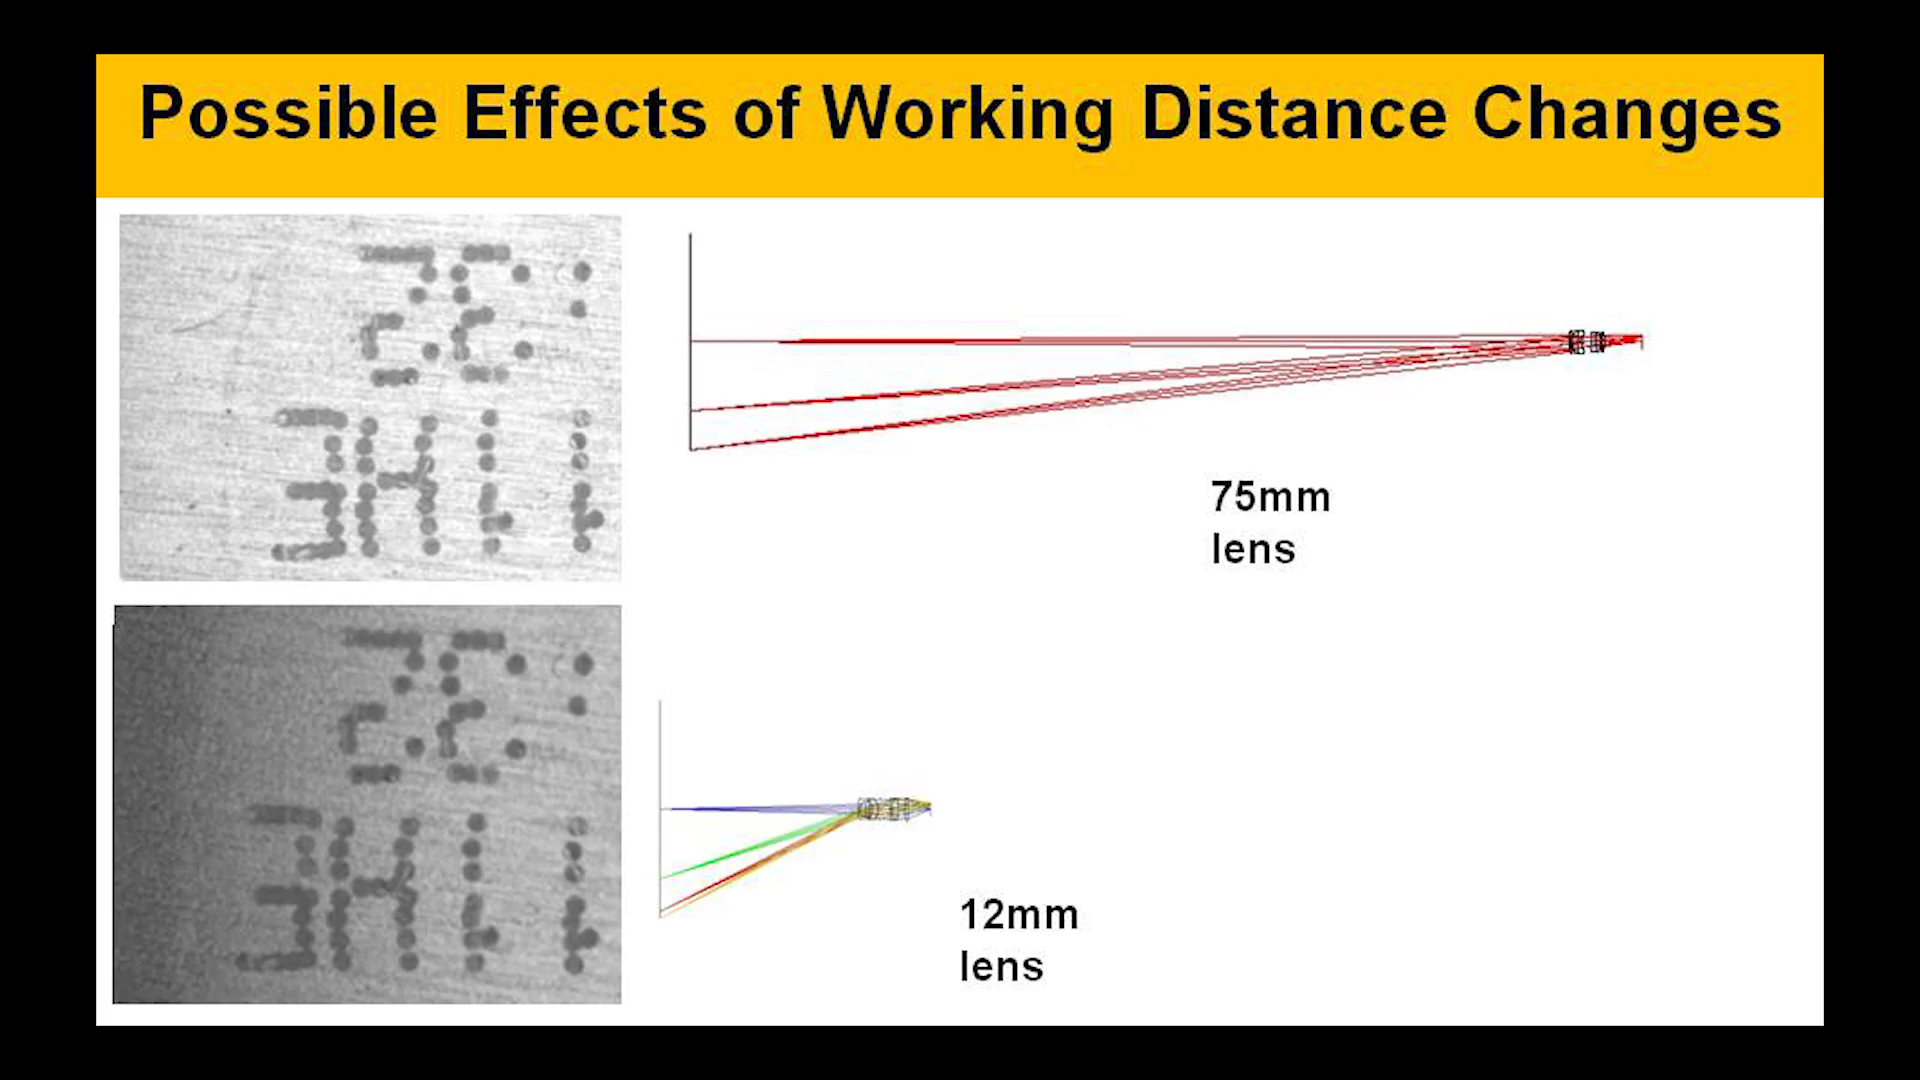 Possible Effects of Working Distance Changes
75mm
lens
12mm
lens